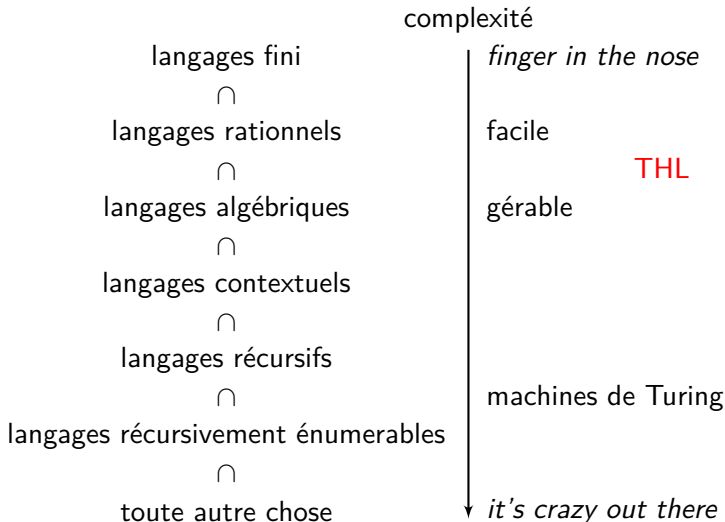 complexité
langages fini finger in the nose
∩
langages rationnels facile
∩ THL
langages algébriques gérable
∩
langages contextuels
∩
langages récursifs
∩ machines de Turing
langages récursivement énumerables
∩
toute autre chose it's crazy out there